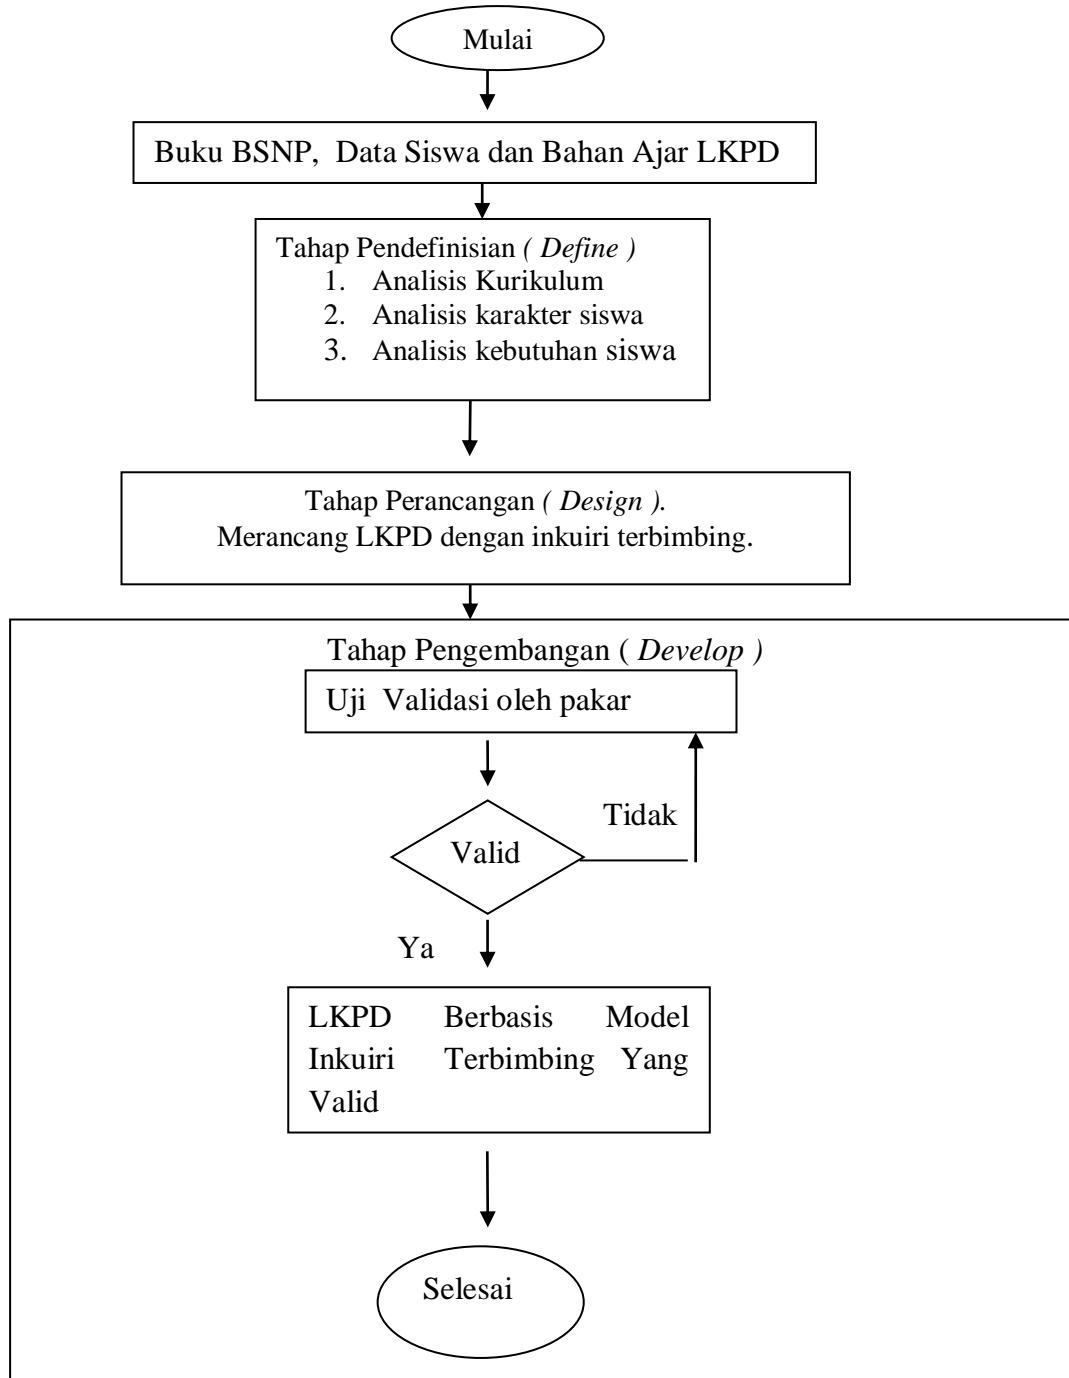 Mulai
Buku BSNP, Data Siswa dan Bahan Ajar LKPD
Tahap Pendefinisian ( Define )
1. Analisis Kurikulum
2. Analisis karakter siswa
3. Analisis kebutuhan siswa
Tahap Perancangan ( Design ).
Merancang LKPD dengan inkuiri terbimbing.
Tahap Pengembangan ( Develop )
Uji Validasi oleh pakar
Tidak
Valid
Ya
LKPD Berbasis Model
Inkuiri Terbimbing Yang
Valid
Selesai